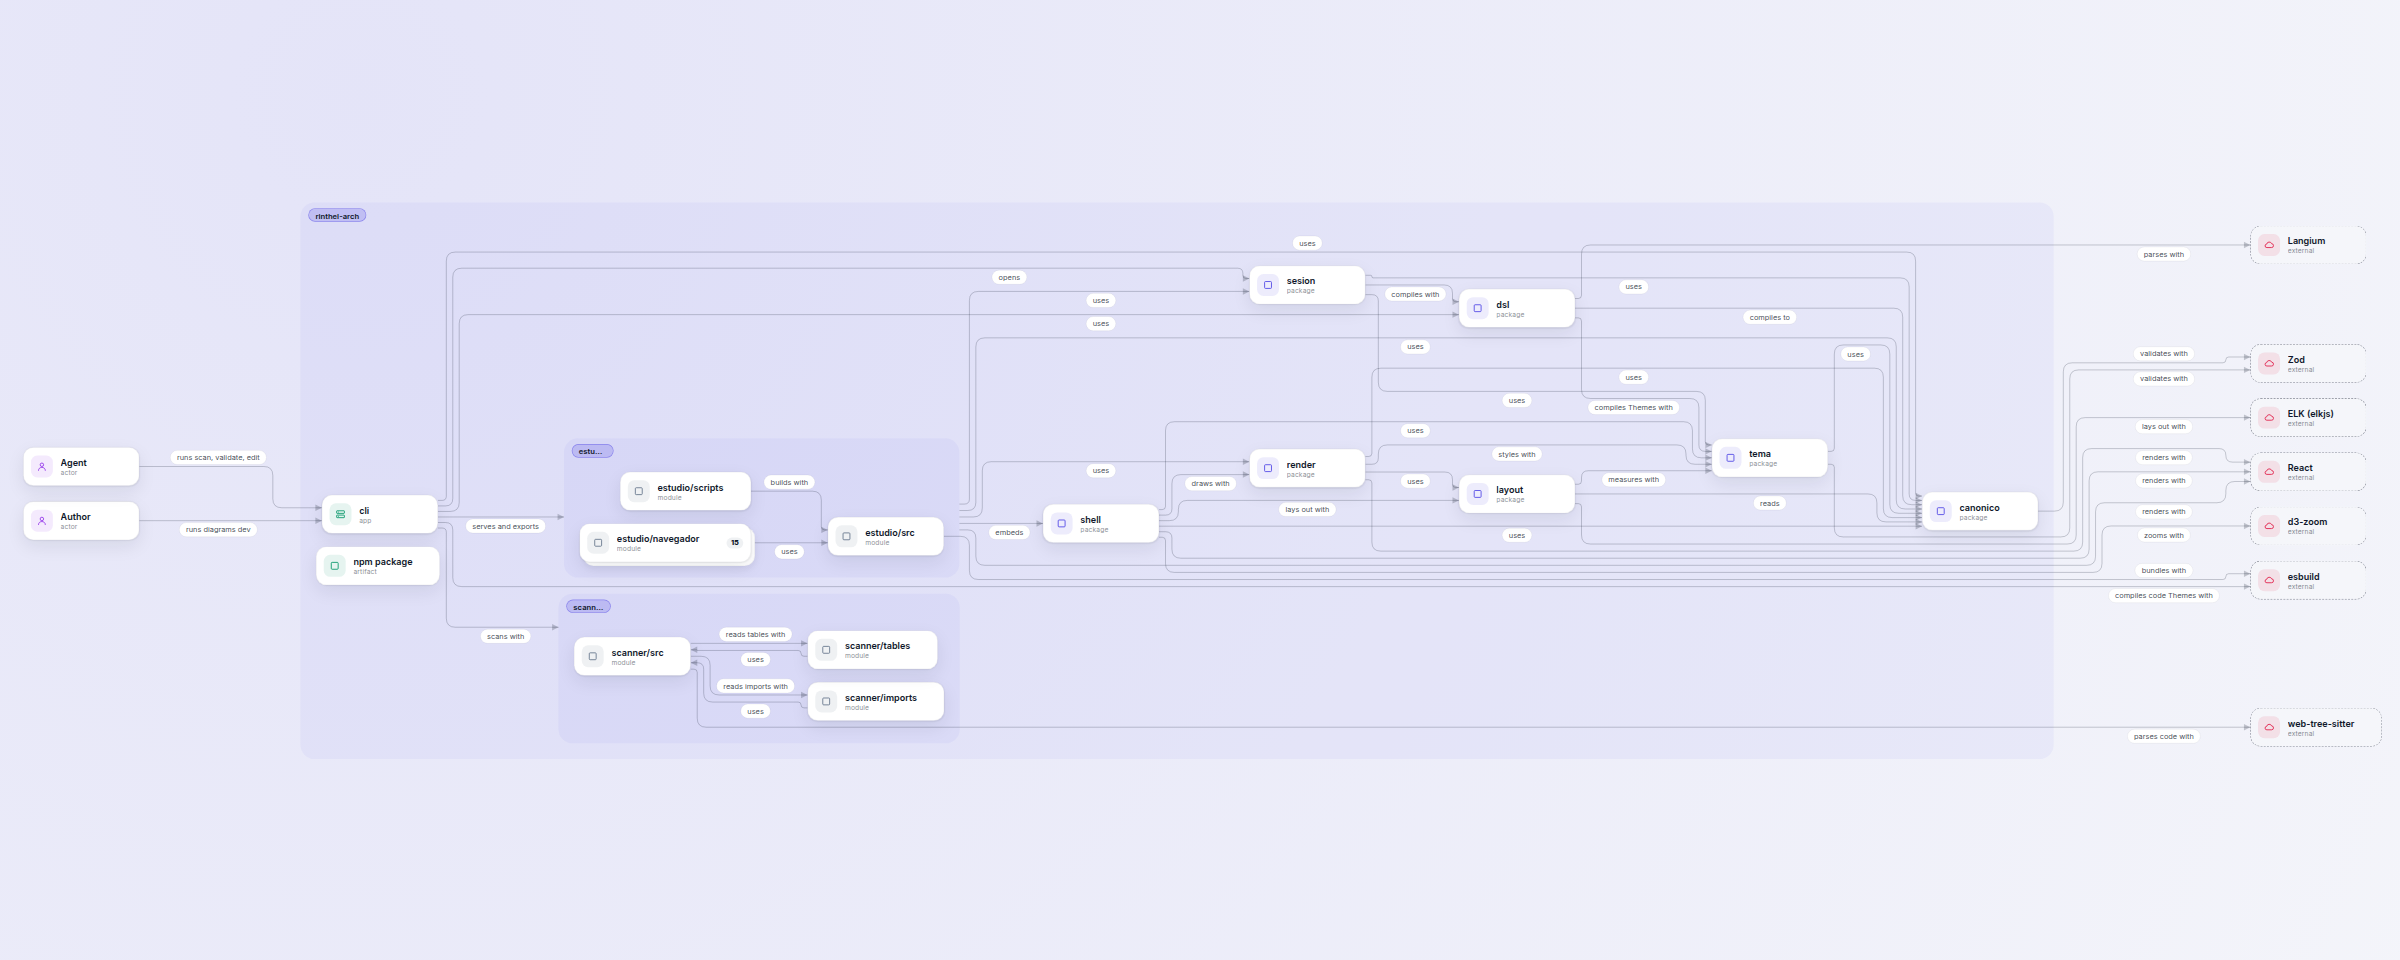 rinthel-arch
Agent
actor
Author
actor
runs scan, validate, edit
runs diagrams dev
cli
app
npm package
artifact
serves and exports
scans with
estu...
estudio/scripts
module
estudio/navegador
module
15
builds with
uses
estudio/src
module
scann...
scanner/src
module
reads tables with
uses
reads imports with
uses
scanner/tables
module
scanner/imports
module
uses
opens
uses
uses
uses
embeds
shell
package
draws with
lays out with
sesion
package
render
package
compiles with
uses
uses
uses
styles with
uses
uses
dsl
package
layout
package
uses
compiles to
uses
uses
compiles Themes with
measures with
reads
tema
package
uses
canonico
package
parses with
validates with
validates with
lays out with
renders with
renders with
renders with
zooms with
bundles with
compiles code Themes with
parses code with
Langium
external
Zod
external
ELK (elkjs)
external
React
external
d3-zoom
external
esbuild
external
web-tree-sitter
external